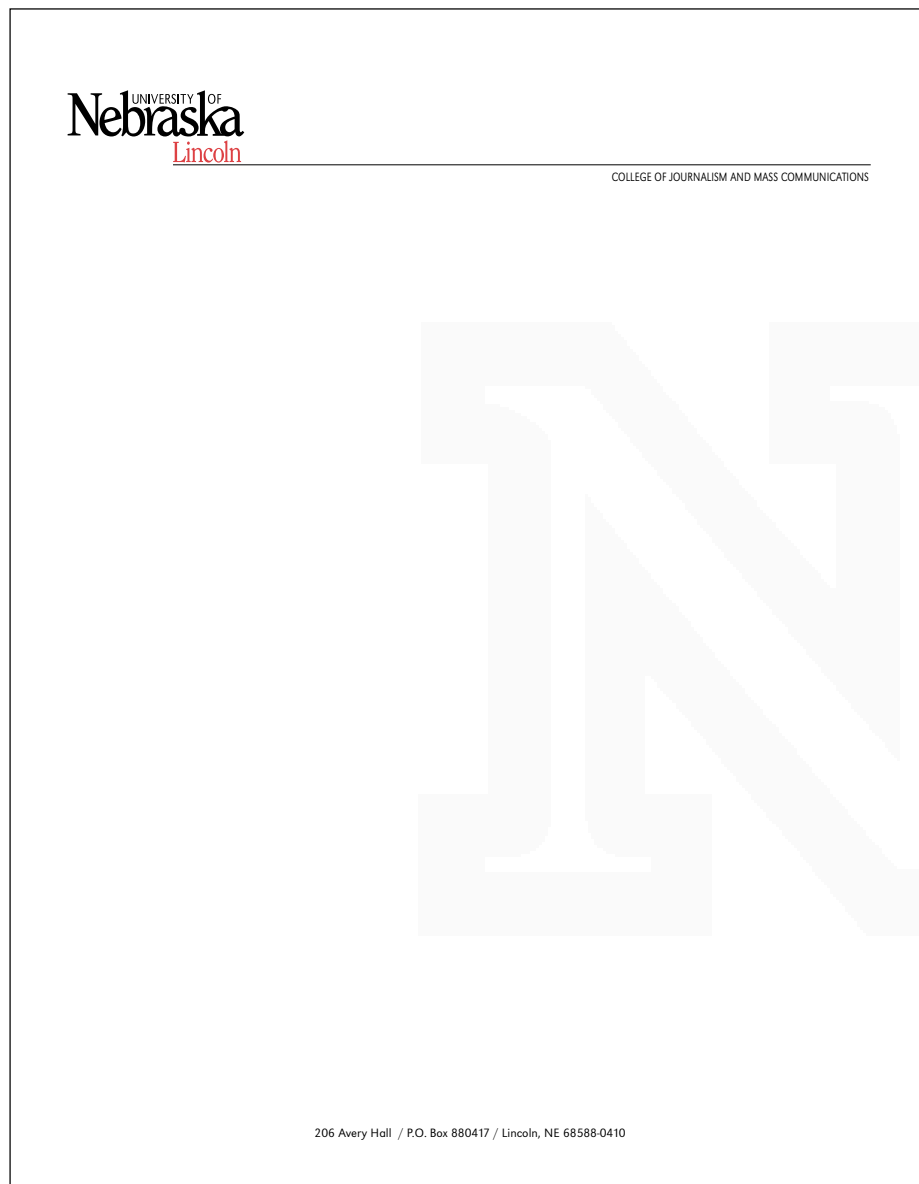 UNIVERSITY OF
Nebraska
Lincoln
COLLEGE OF JOURNALISM AND MASS COMMUNICATIONS
N
206 Avery Hall / P.O. Box 880417 / Lincoln, NE 68588-0410